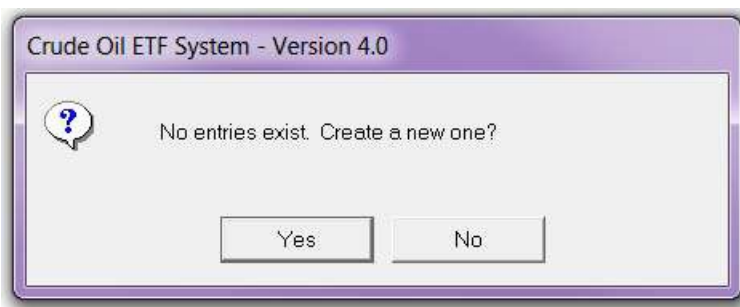 Crude Oil ETF System - Version 4.0
No entries exist. Create a new one?
Yes
No